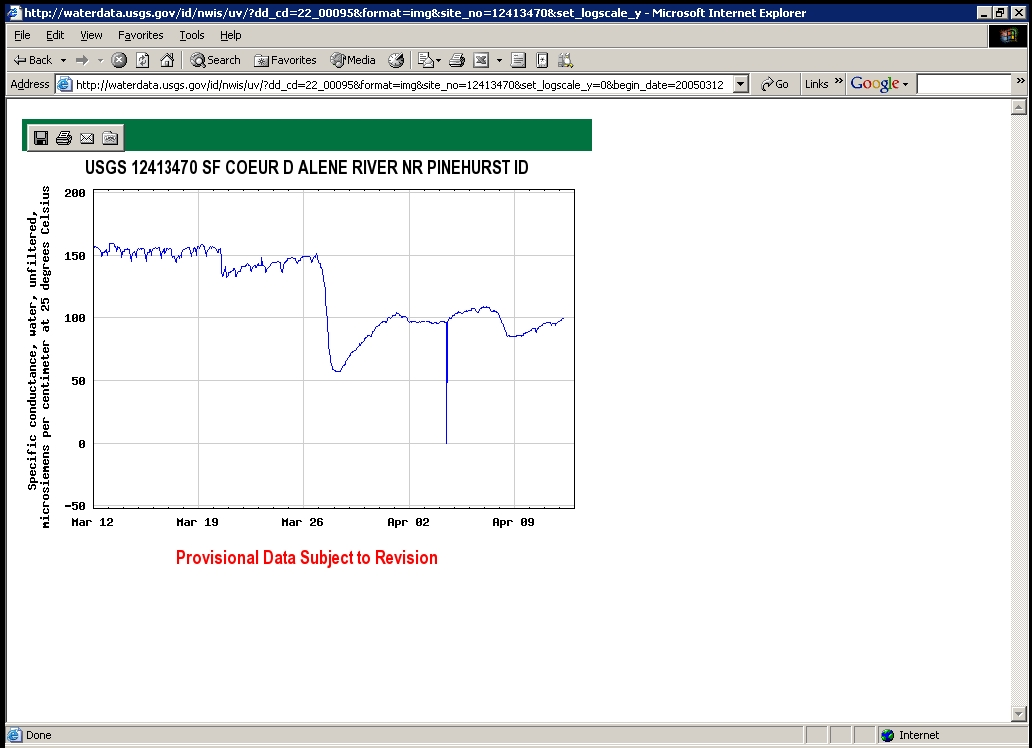 http://waterdata.usgs.gov/id/nwis/uv/?dd_cd=22_00095&format=img&site_no=12413470&set_logscale_y - Microsoft Internet Explorer
File Edit View Favorites Tools Help
Back Search Favorites Media
Address http://waterdata.usgs.gov/id/nwis/uv/?dd_cd=22_00095&format=img&site_no=12413470&set_logscale_y=0&begin_date=20050312 Go Links » Google »
USGS 12413470 SF COEUR D ALENE RIVER NR PINEHURST ID
Specific conductance, water, unfiltered,
microsiemens per centimeter at 25 degrees Celsius
200
150
100
50
0
-50
Mar 12 Mar 19 Mar 26 Apr 02 Apr 09
Provisional Data Subject to Revision
Done Internet